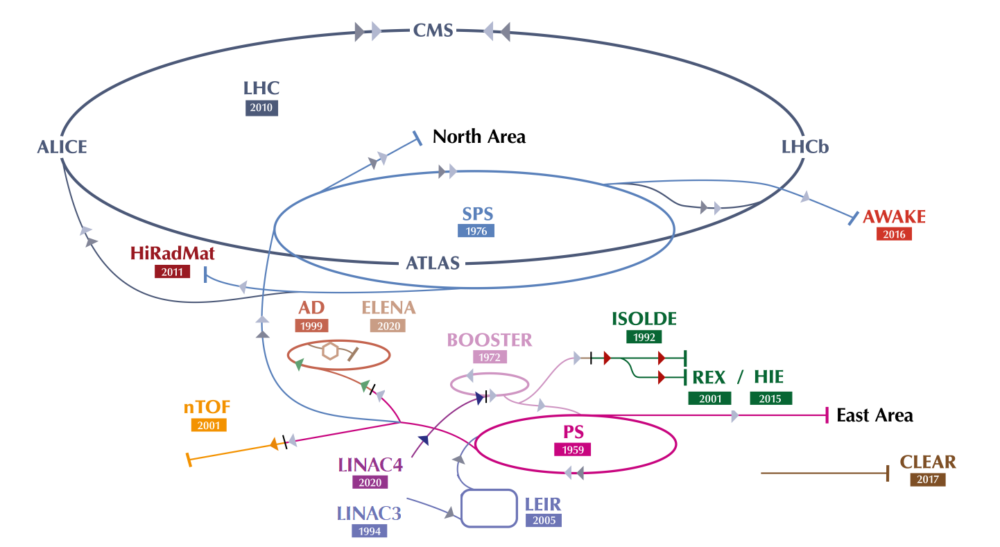 CMS
LHC
2010
North Area
ALICE
LHCb
SPS
1976
AWAKE
2016
HiRadMat
2011
ATLAS
AD
1999
ELENA
2020
ISOLDE
1992
BOOSTER
1972
REX / HIE
2001 2015
nTOF
2001
East Area
PS
1959
LINAC4
2020
CLEAR
2017
LINAC3
1994
LEIR
2005